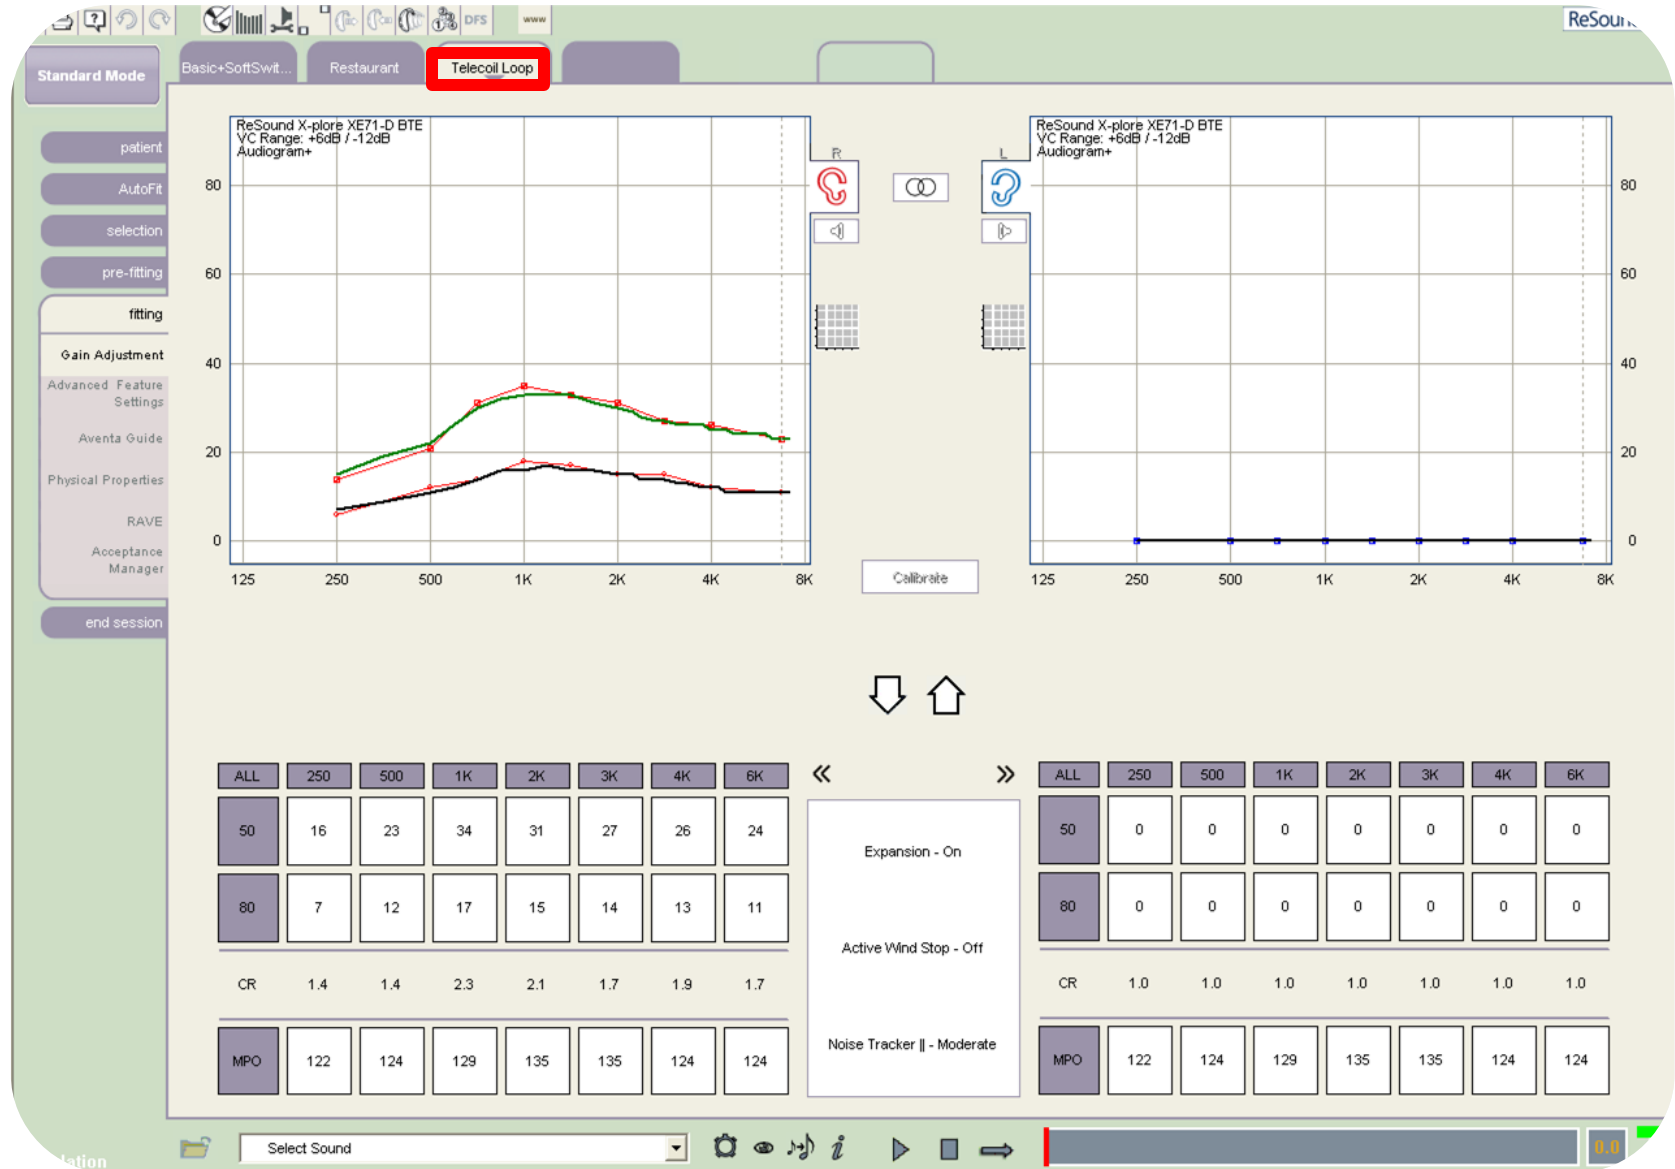 DFS
www
Standard Mode
Basic+SoftSwit...
Restaurant
Telecoil Loop
patient
AutoFit
selection
pre-fitting
fitting
Gain Adjustment
Advanced Feature
Settings
Aventa Guide
Physical Properties
RAVE
Acceptance
Manager
end session
ReSound X-plore XE71-D BTE
VC Range: +6dB / -12dB
Audiogram+
80
60
40
20
0
125 250 500 1K 2K 4K 8K
R
L
Calibrate
ReSound X-plore XE71-D BTE
VC Range: +6dB / -12dB
Audiogram+
80
60
40
20
0
125 250 500 1K 2K 4K 8K
ALL 250 500 1K 2K 3K 4K 6K
50 16 23 34 31 27 26 24
80 7 12 17 15 14 13 11
CR 1.4 1.4 2.3 2.1 1.7 1.9 1.7
MPO 122 124 129 135 135 124 124
Expansion - On
Active Wind Stop - Off
Noise Tracker || - Moderate
ALL 250 500 1K 2K 3K 4K 6K
50 0 0 0 0 0 0 0
80 0 0 0 0 0 0 0
CR 1.0 1.0 1.0 1.0 1.0 1.0 1.0
MPO 122 124 129 135 135 124 124
Select Sound
0.0